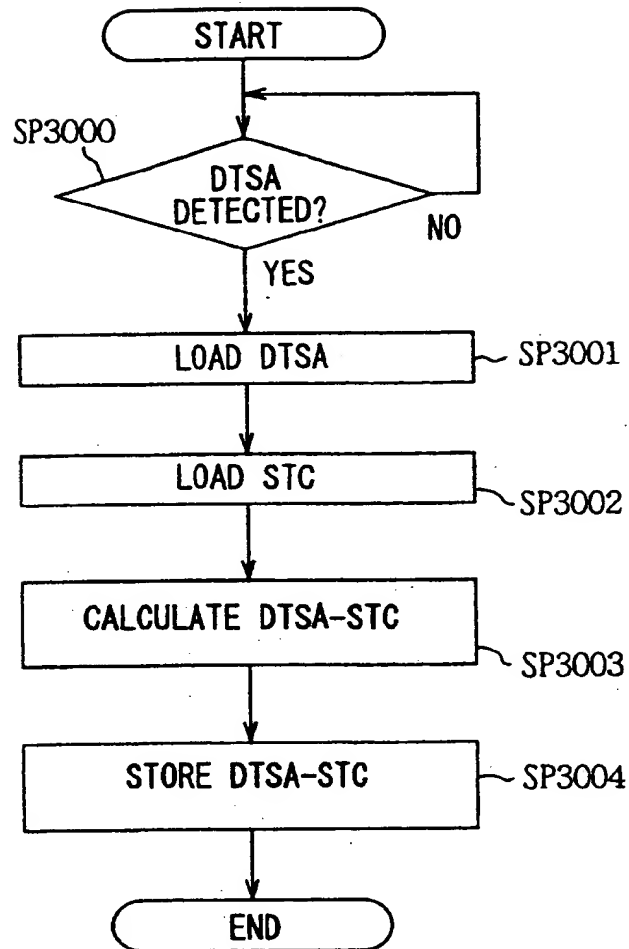 START
SP3000
DTSA
DETECTED?
NO
YES
LOAD DTSA
SP3001
LOAD STC
SP3002
CALCULATE DTSA-STC
SP3003
STORE DTSA-STC
SP3004
END